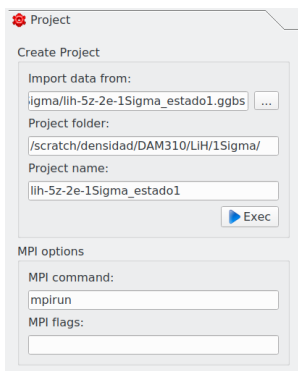 Project
Create Project
Import data from:
igma/lih-5z-2e-1Sigma_estado1.ggbs ...
Project folder:
/scratch/densidad/DAM310/LiH/1Sigma/
Project name:
lih-5z-2e-1Sigma_estado1
Exec
MPI options
MPI command:
mpirun
MPI flags: